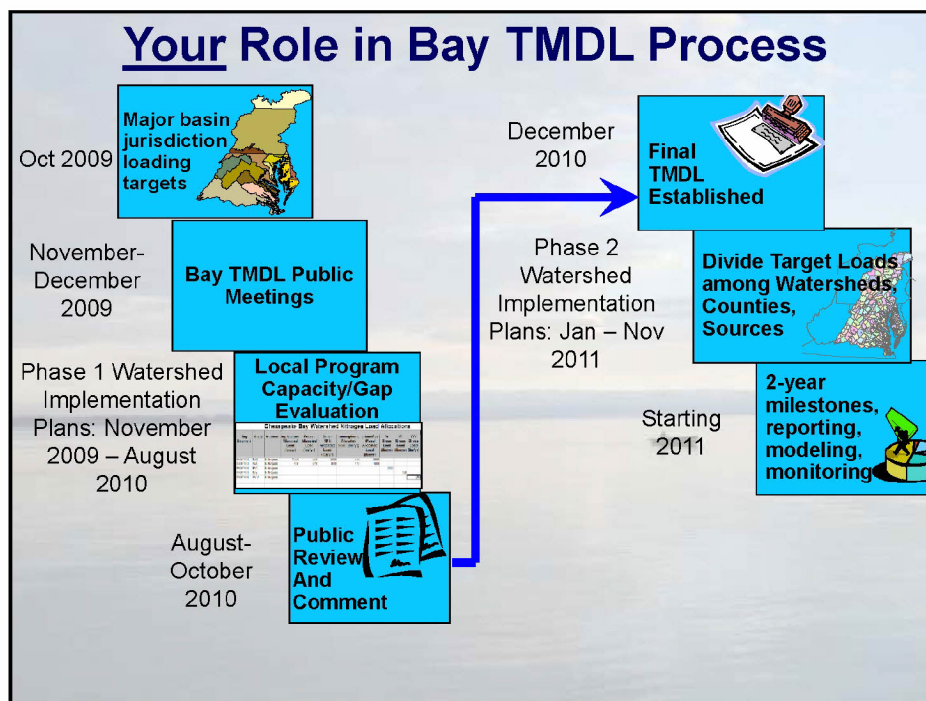 Your Role in Bay TMDL Process
Oct 2009
Major basin
jurisdiction
loading
targets
November-
December
2009
Bay TMDL Public
Meetings
Phase 1 Watershed
Implementation
Plans: November
2009 – August
2010
Local Program
Capacity/Gap
Evaluation
Chesapeake Bay Watershed Nitrogen Load Allocations
August-
October
2010
Public
Review
And
Comment
December
2010
Final
TMDL
Established
Phase 2
Watershed
Implementation
Plans: Jan – Nov
2011
Divide Target Loads
among Watersheds,
Counties,
Sources
Starting
2011
2-year
milestones,
reporting,
modeling,
monitoring